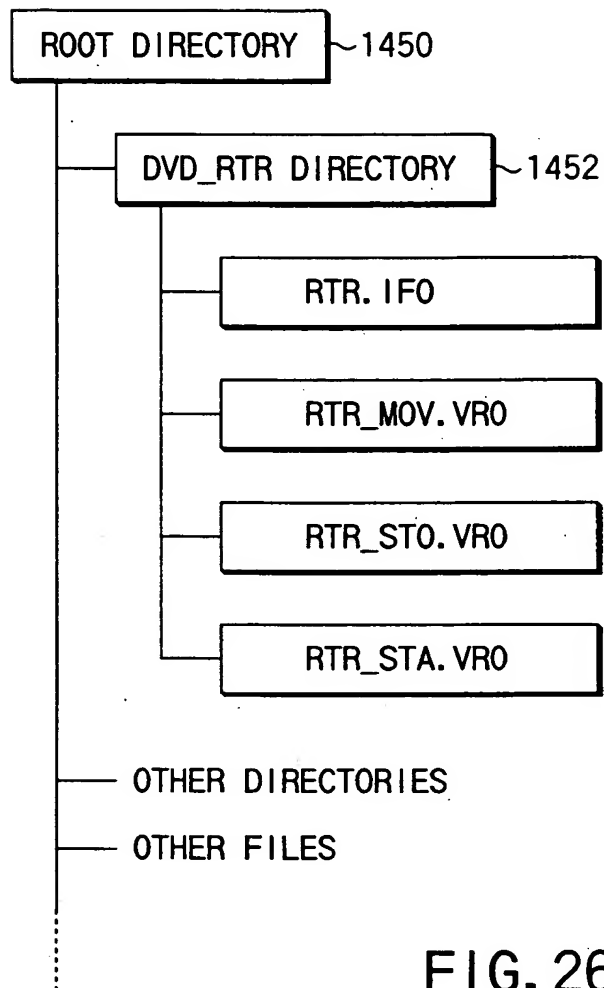 ROOT DIRECTORY ~1450
DVD_RTR DIRECTORY ~1452
RTR.IFO
RTR_MOV.VRO
RTR_STO.VRO
RTR_STA.VRO
OTHER DIRECTORIES
OTHER FILES
FIG. 26